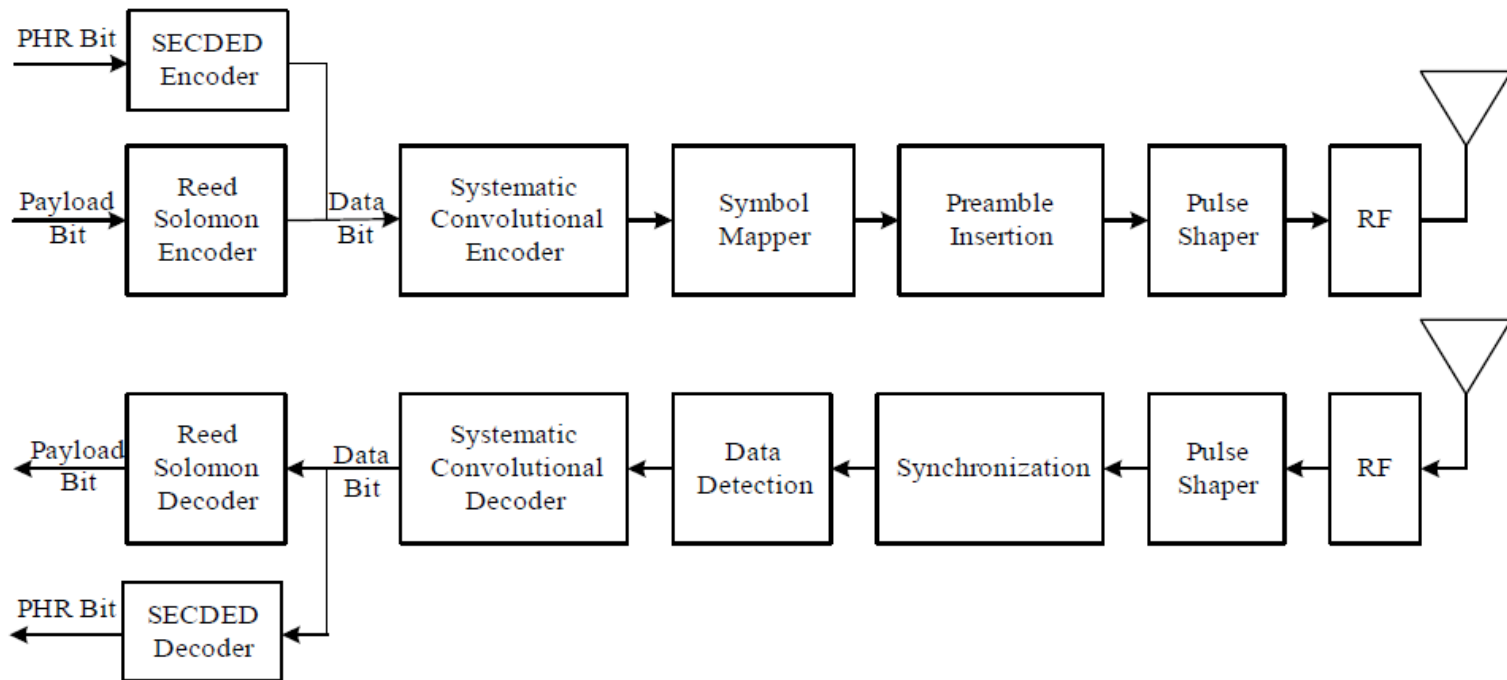 PHR Bit
SECDED
Encoder
Payload
Bit
Reed
Solomon
Encoder
Data
Bit
Systematic
Convolutional
Encoder
Symbol
Mapper
Preamble
Insertion
Pulse
Shaper
RF
Payload
Bit
Reed
Solomon
Decoder
Data
Bit
Systematic
Convolutional
Decoder
Data
Detection
Synchronization
Pulse
Shaper
RF
PHR Bit
SECDED
Decoder